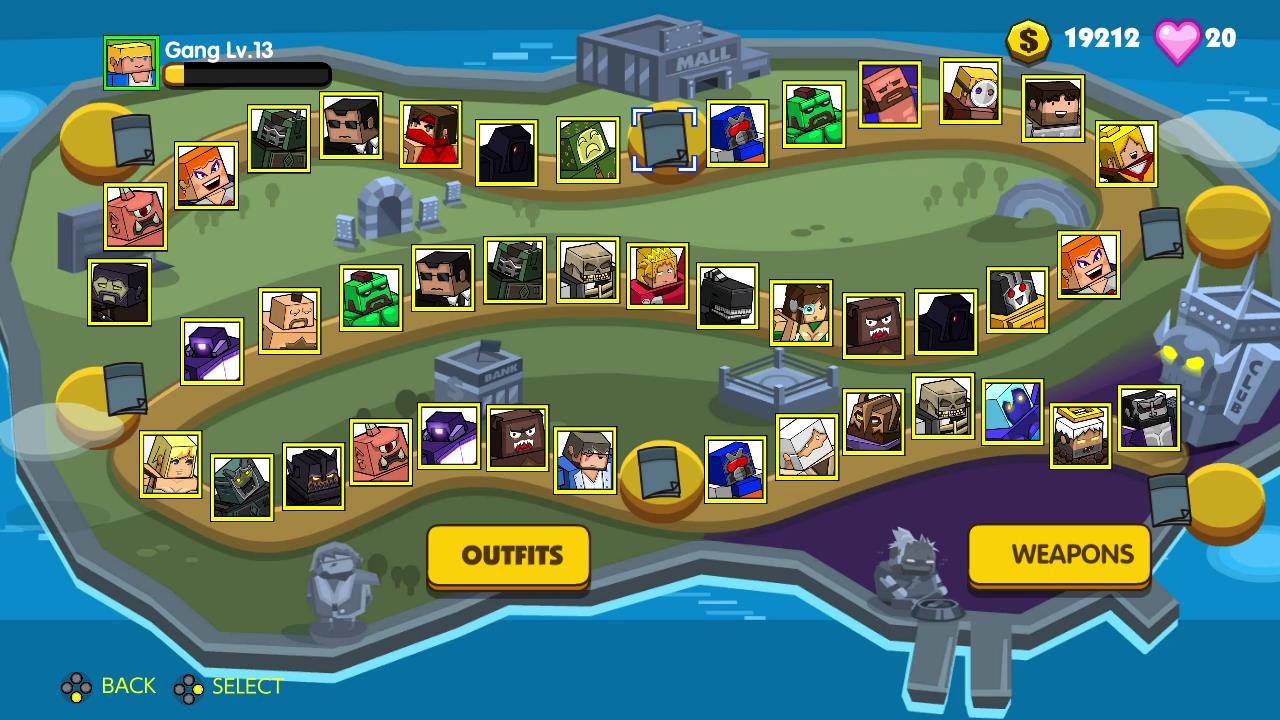 Gang Lv.13
$ 19212 20
MALL
BANK
CLUB
OUTFITS
WEAPONS
BACK SELECT